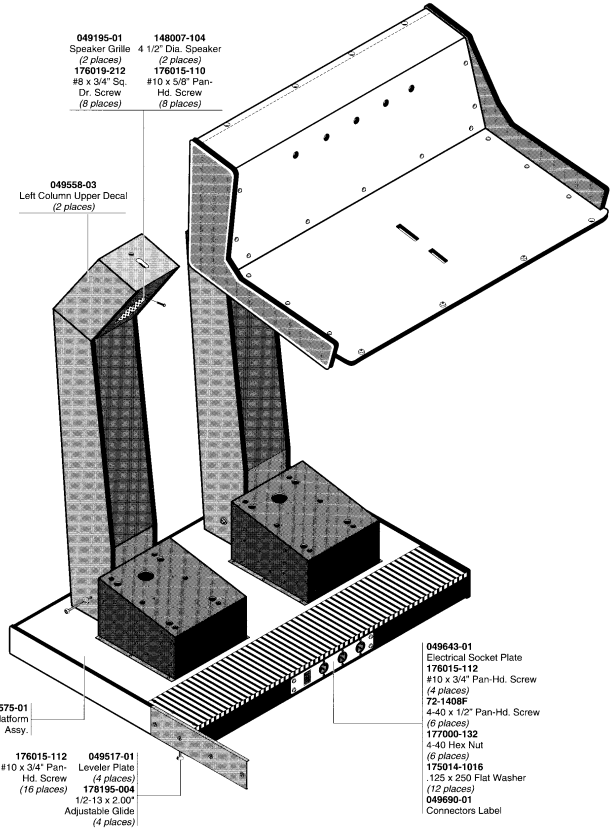 049195-01
Speaker Grille
(2 places)
176019-212
#8 x 3/4" Sq.
Dr. Screw
(8 places)
148007-104
4 1/2" Dia. Speaker
(2 places)
176015-110
#10 x 5/8" Pan-
Hd. Screw
(8 places)
049558-03
Left Column Upper Decal
(2 places)
575-01
latform
Assy.
176015-112
#10 x 3/4" Pan-
Hd. Screw
(16 places)
049517-01
Leveler Plate
(4 places)
178195-004
1/2-13 x 2.00"
Adjustable Glide
(4 places)
049643-01
Electrical Socket Plate
176015-112
#10 x 3/4" Pan-Hd. Screw
(4 places)
72-1408F
4-40 x 1/2" Pan-Hd. Screw
(6 places)
177000-132
4-40 Hex Nut
(6 places)
175014-1016
.125 x 250 Flat Washer
(12 places)
049690-01
Connectors Label